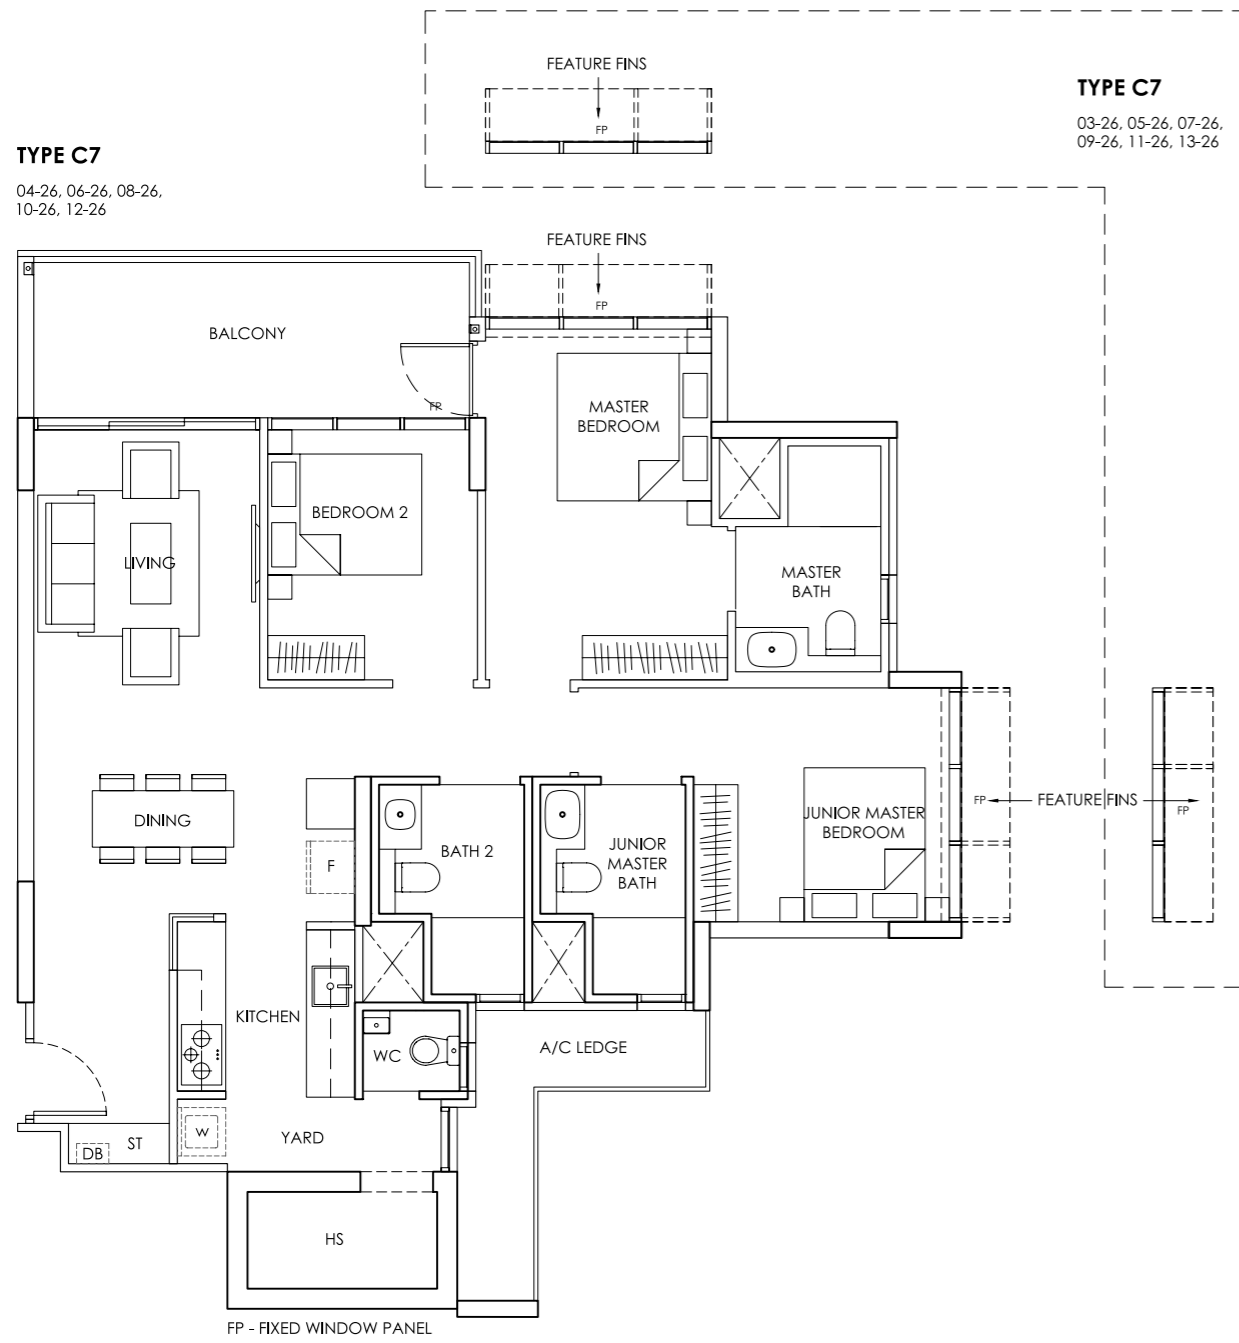 FEATURE FINS
FP
TYPE C7
03-26, 05-26, 07-26,
09-26, 11-26, 13-26
TYPE C7
04-26, 06-26, 08-26,
10-26, 12-26
FEATURE FINS
FP
BALCONY
FP
MASTER
BEDROOM
BEDROOM 2
LIVING
MASTER
BATH
DINING
F
BATH 2
JUNIOR
MASTER
BATH
JUNIOR MASTER
BEDROOM
FP
FEATURE FINS
FP
KITCHEN
WC
A/C LEDGE
W
YARD
ST
DB
HS
FP - FIXED WINDOW PANEL